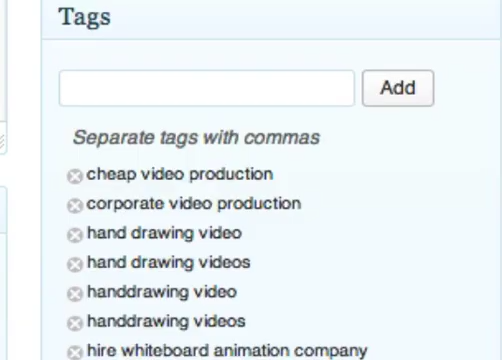 Tags
Add
Separate tags with commas
cheap video production
corporate video production
hand drawing video
hand drawing videos
handdrawing video
handdrawing videos
hire whiteboard animation company